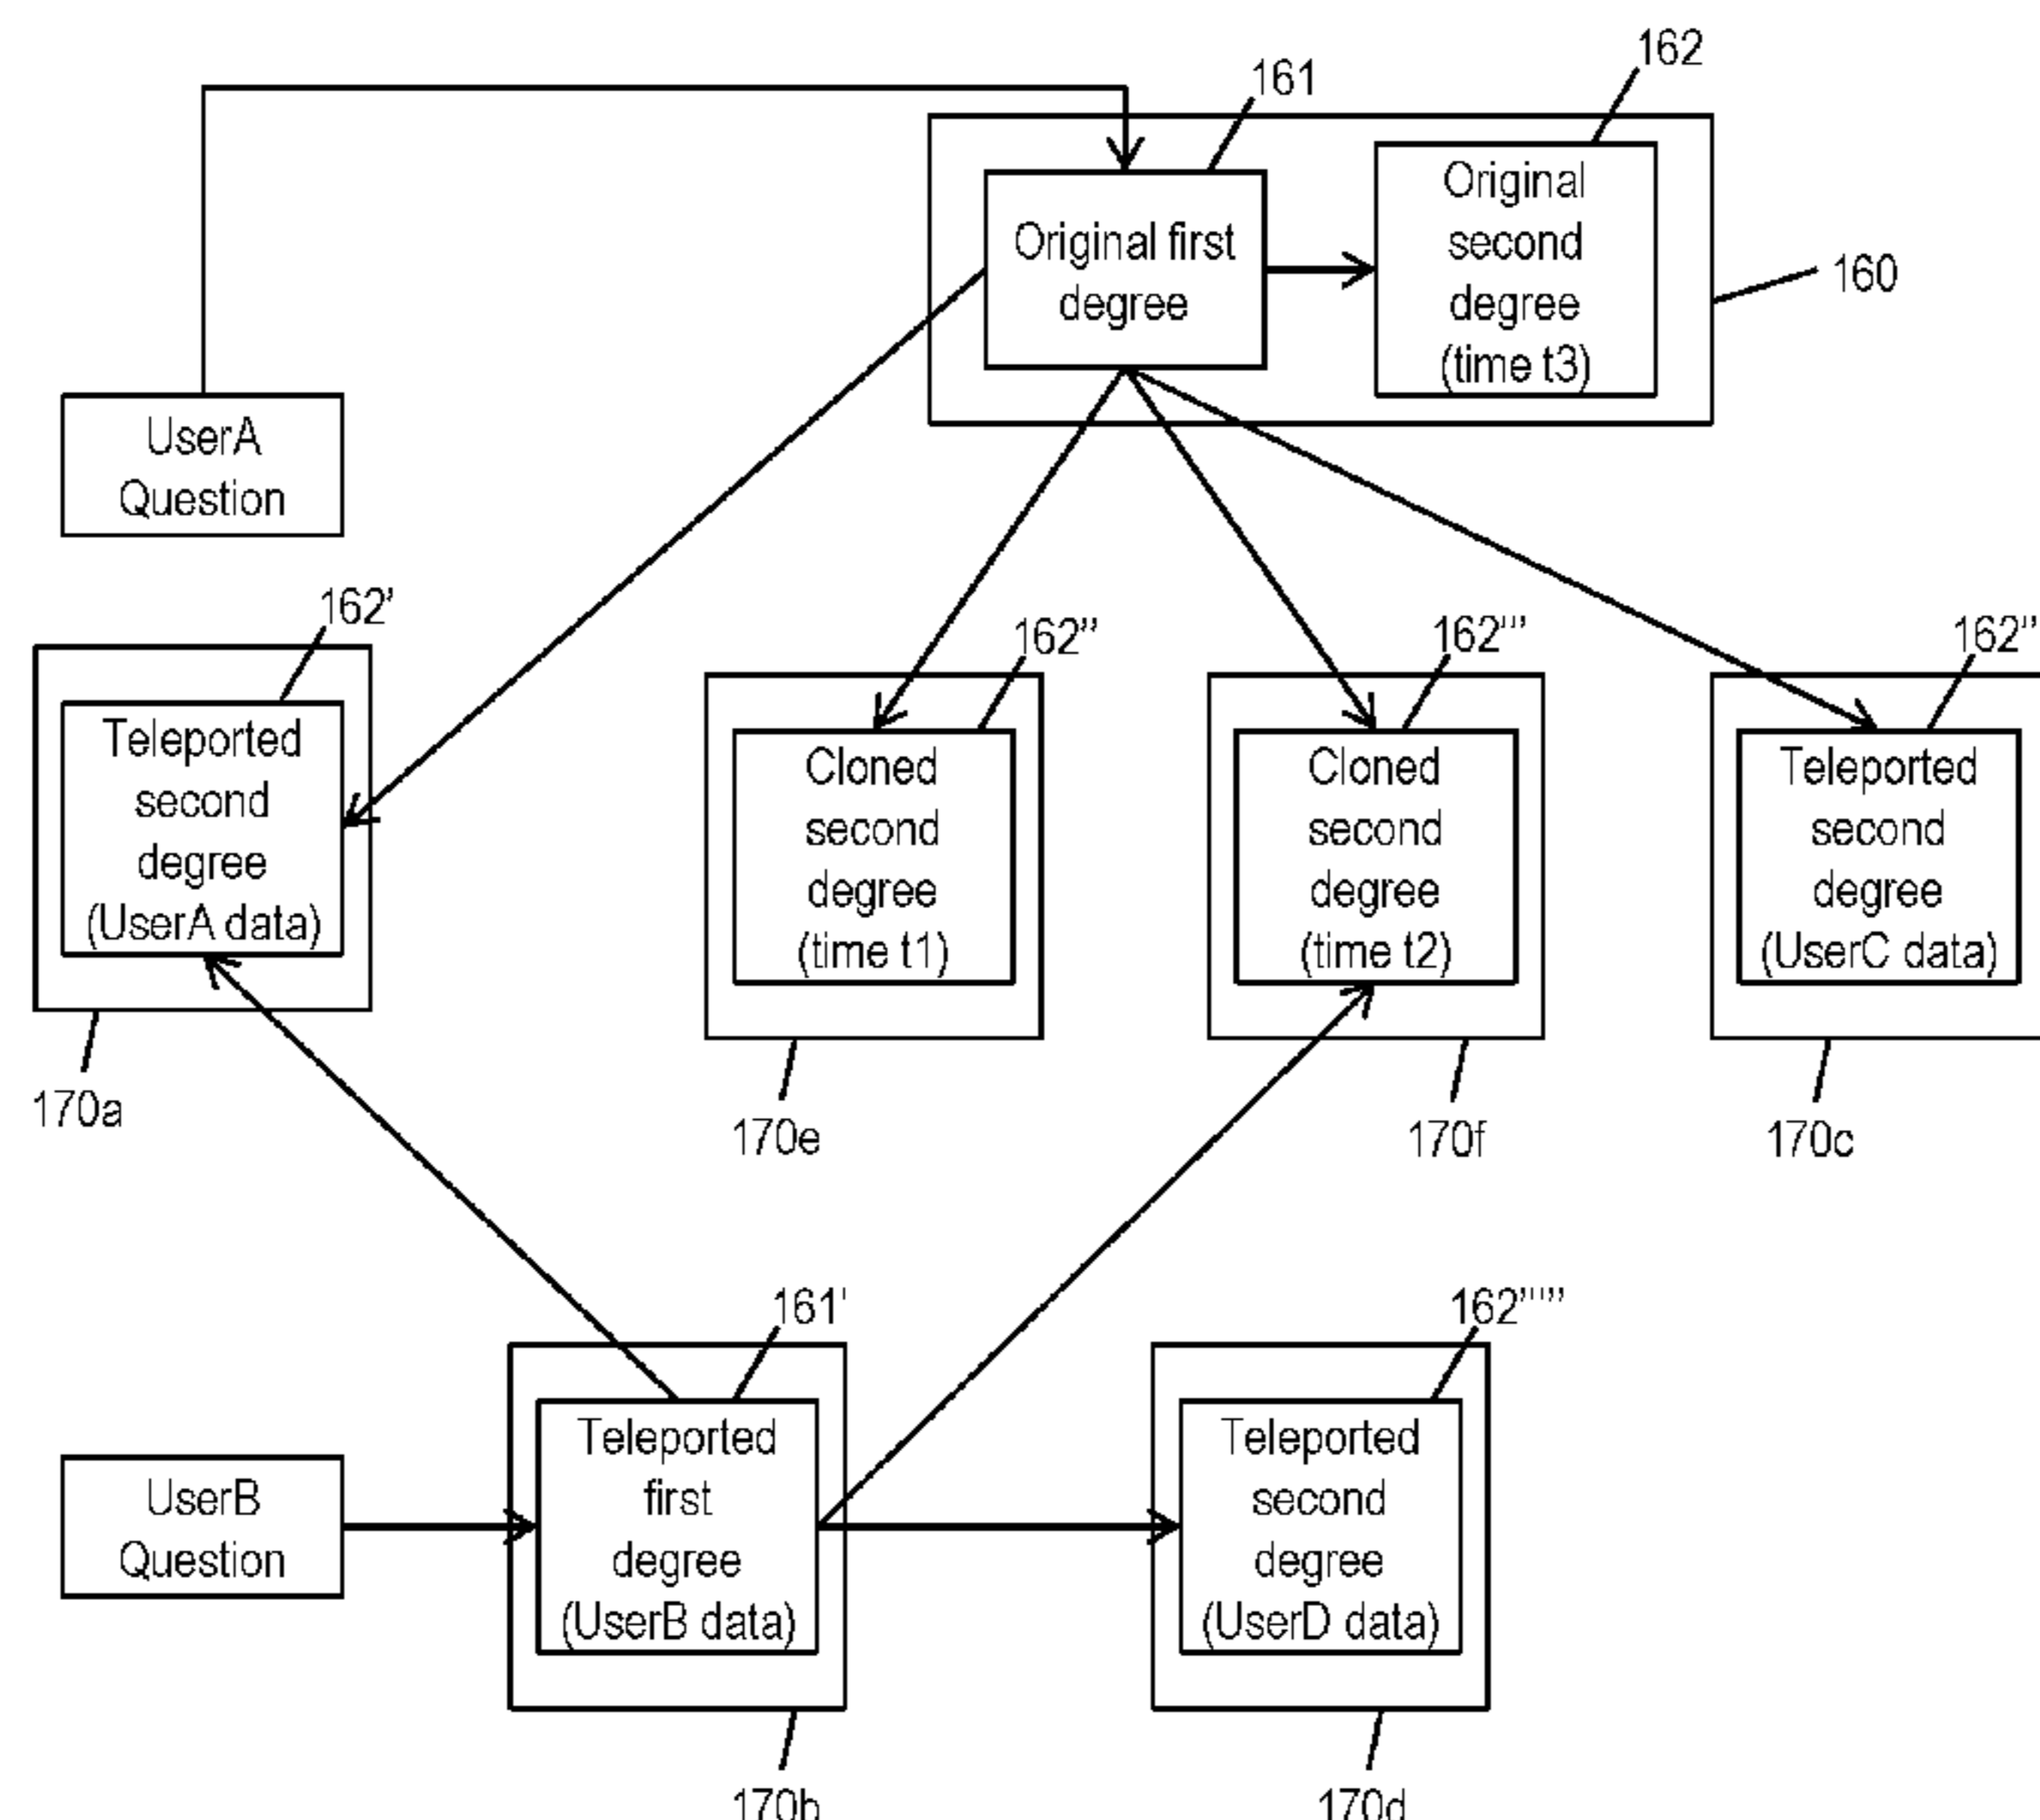 162
161
Original first
degree
Original
second
degree
(time t3)
160
UserA
Question
162'
162''
162'''
162''
Teleported
second
degree
(UserA data)
Cloned
second
degree
(time t1)
Cloned
second
degree
(time t2)
Teleported
second
degree
(UserC data)
170a
170e
170f
170c
161'
162'''''
UserB
Question
Teleported
first
degree
(UserB data)
Teleported
second
degree
(UserD data)
170b
170d